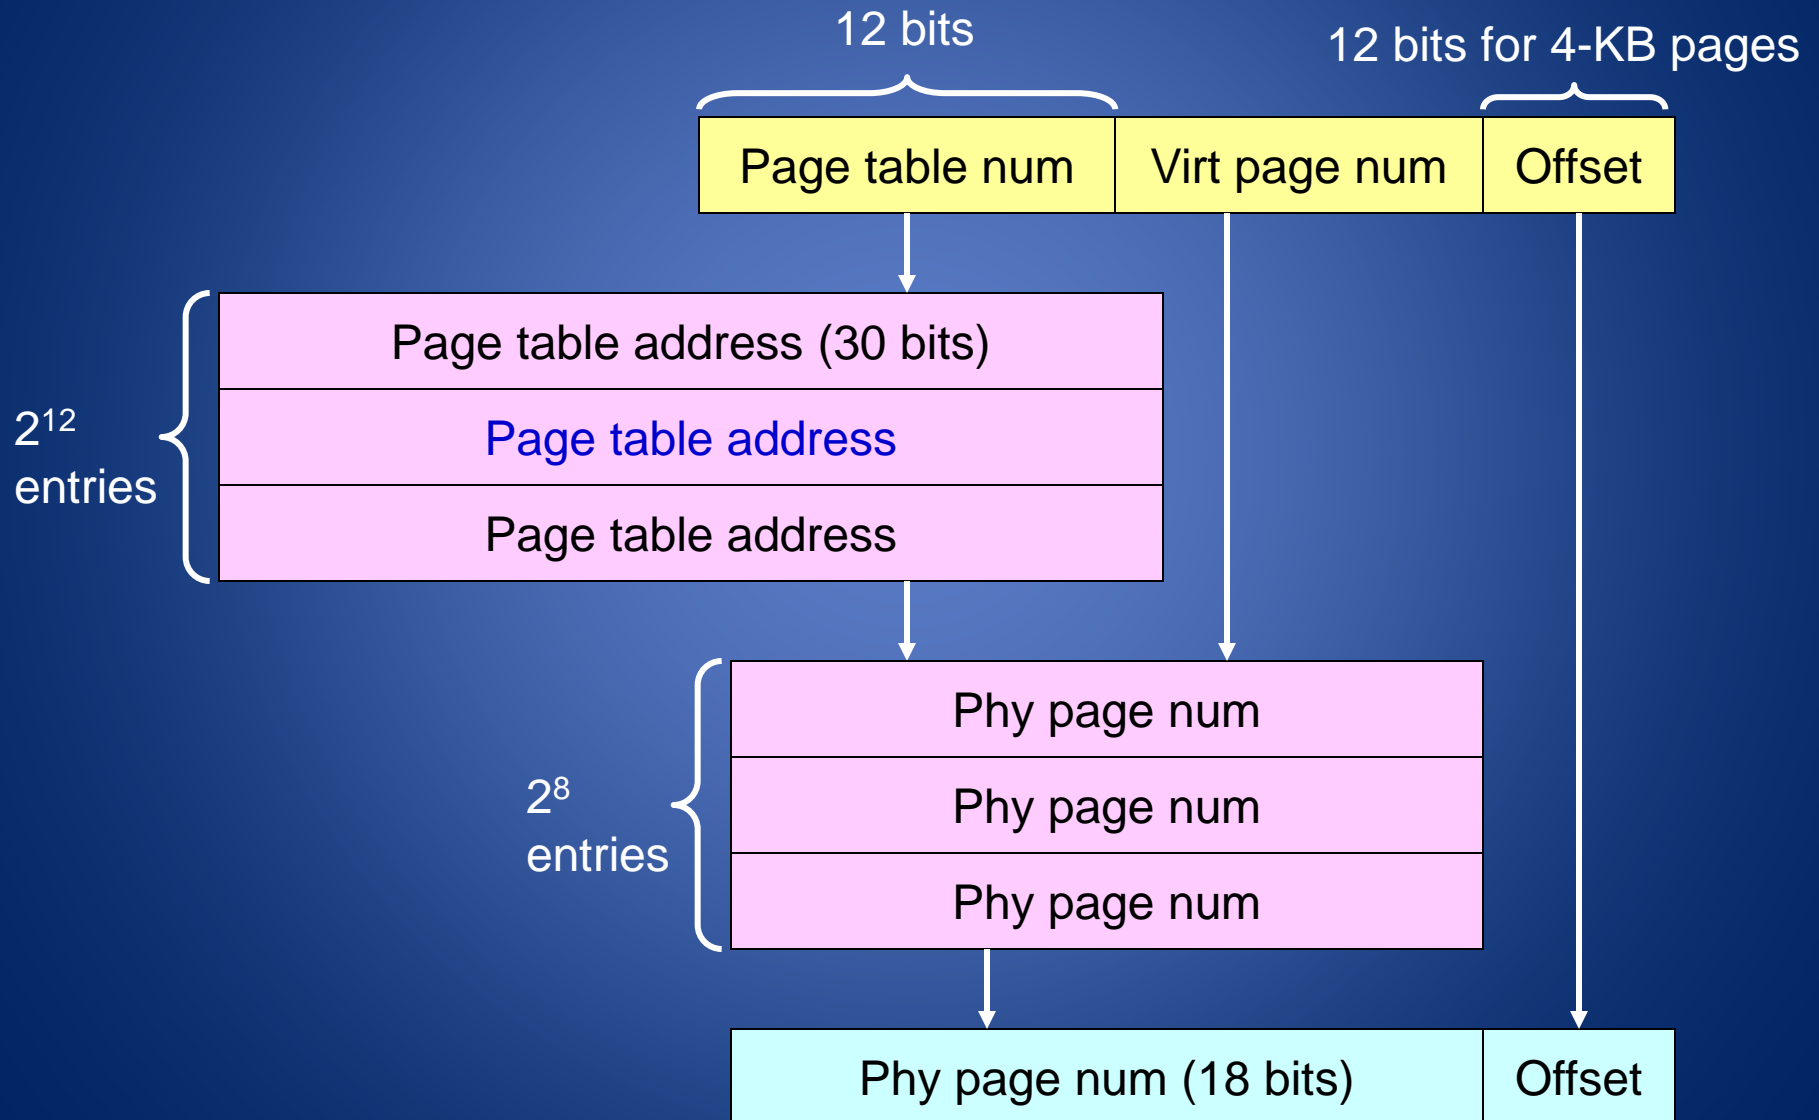 12 bits
12 bits for 4-KB pages
Page table num
Virt page num
Offset
Page table address (30 bits)
Page table address
Page table address
2¹²
entries
Phy page num
Phy page num
Phy page num
2⁸
entries
Phy page num (18 bits)
Offset